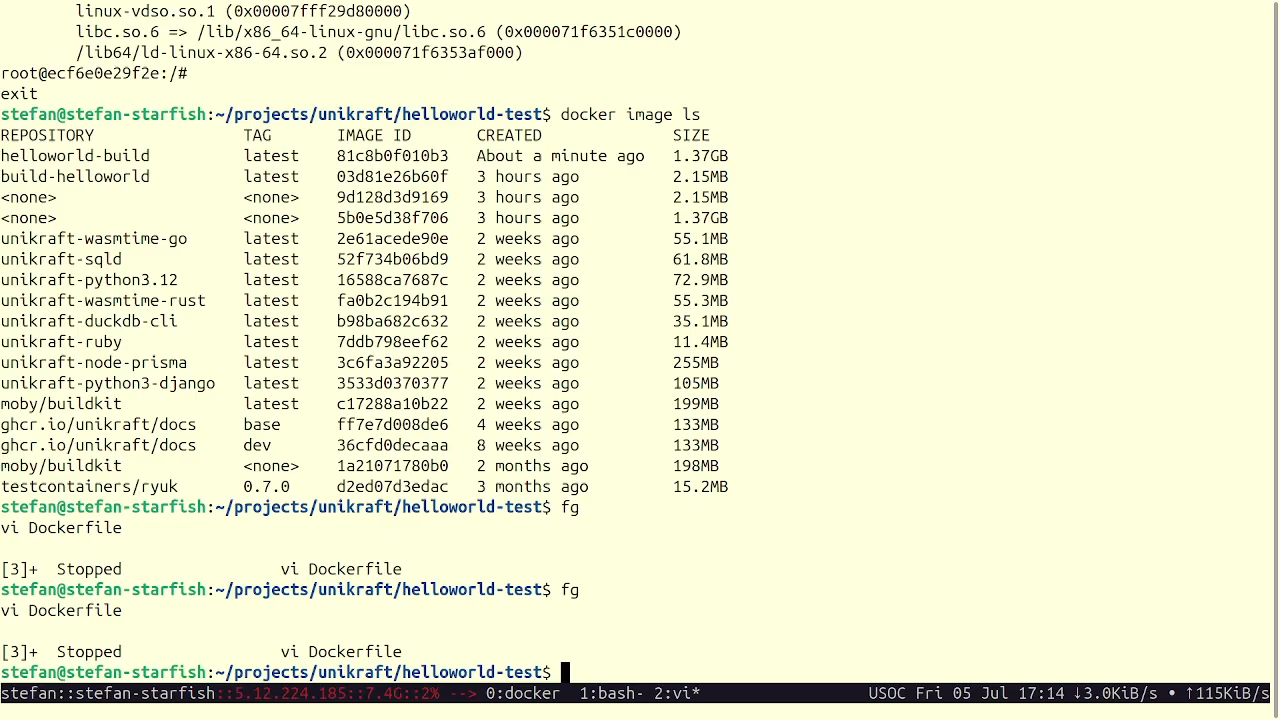 linux-vdso.so.1 (0x00007fff29d80000)
libc.so.6 => /lib/x86_64-linux-gnu/libc.so.6 (0x000071f6351c0000)
/lib64/ld-linux-x86-64.so.2 (0x000071f6353af000)
root@ecf6e0e29f2e:/#
exit
stefan@stefan-starfish:~/projects/unikraft/helloworld-test$ docker image ls
REPOSITORY TAG IMAGE ID CREATED SIZE
helloworld-build latest 81c8b0f010b3 About a minute ago 1.37GB
build-helloworld latest 03d81e26b60f 3 hours ago 2.15MB
<none> <none> 9d128d3d9169 3 hours ago 2.15MB
<none> <none> 5b0e5d38f706 3 hours ago 1.37GB
unikraft-wasmtime-go latest 2e61acede90e 2 weeks ago 55.1MB
unikraft-sqld latest 52f734b06bd9 2 weeks ago 61.8MB
unikraft-python3.12 latest 16588ca7687c 2 weeks ago 72.9MB
unikraft-wasmtime-rust latest fa0b2c194b91 2 weeks ago 55.3MB
unikraft-duckdb-cli latest b98ba682c632 2 weeks ago 35.1MB
unikraft-ruby latest 7ddb798eef62 2 weeks ago 11.4MB
unikraft-node-prisma latest 3c6fa3a92205 2 weeks ago 255MB
unikraft-python3-django latest 3533d0370377 2 weeks ago 105MB
moby/buildkit latest c17288a10b22 2 weeks ago 199MB
ghcr.io/unikraft/docs base ff7e7d008de6 4 weeks ago 133MB
ghcr.io/unikraft/docs dev 36cfd0decaaa 8 weeks ago 133MB
moby/buildkit <none> 1a21071780b0 2 months ago 198MB
testcontainers/ryuk 0.7.0 d2ed07d3edac 3 months ago 15.2MB
stefan@stefan-starfish:~/projects/unikraft/helloworld-test$ fg
vi Dockerfile
[3]+ Stopped vi Dockerfile
stefan@stefan-starfish:~/projects/unikraft/helloworld-test$ fg
vi Dockerfile
[3]+ Stopped vi Dockerfile
stefan@stefan-starfish:~/projects/unikraft/helloworld-test$
stefan::stefan-starfish::5.12.224.185::7.4G::2% --> 0:docker 1:bash- 2:vi* USOC Fri 05 Jul 17:14 ↓3.0KiB/s • ↑115KiB/s